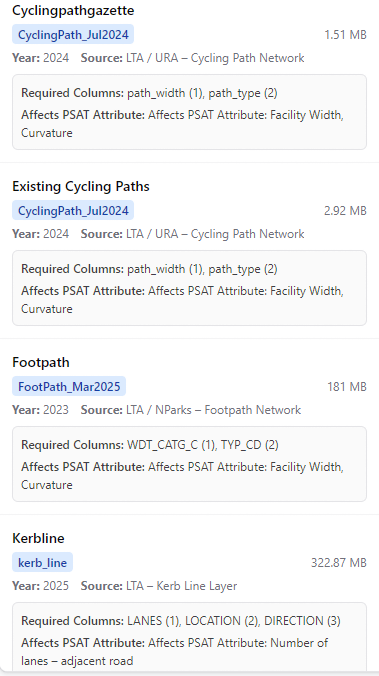 Cyclingpathgazette
CyclingPath_Jul2024 1.51 MB
Year: 2024 Source: LTA / URA – Cycling Path Network
Required Columns: path_width (1), path_type (2)
Affects PSAT Attribute: Affects PSAT Attribute: Facility Width,
Curvature
Existing Cycling Paths
CyclingPath_Jul2024 2.92 MB
Year: 2024 Source: LTA / URA – Cycling Path Network
Required Columns: path_width (1), path_type (2)
Affects PSAT Attribute: Affects PSAT Attribute: Facility Width,
Curvature
Footpath
FootPath_Mar2025 181 MB
Year: 2023 Source: LTA / NParks – Footpath Network
Required Columns: WDT_CATG_C (1), TYP_CD (2)
Affects PSAT Attribute: Affects PSAT Attribute: Facility Width,
Curvature
Kerbline
kerb_line 322.87 MB
Year: 2025 Source: LTA – Kerb Line Layer
Required Columns: LANES (1), LOCATION (2), DIRECTION (3)
Affects PSAT Attribute: Affects PSAT Attribute: Number of
lanes – adjacent road